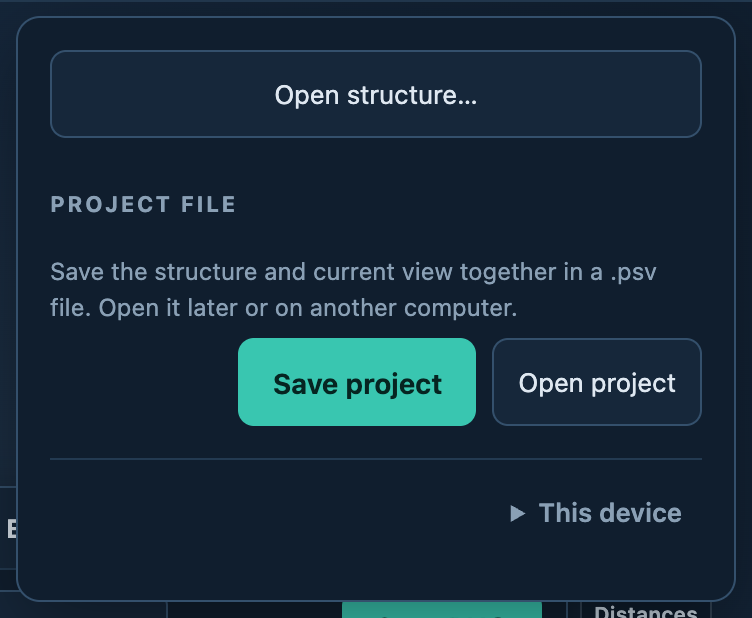 Open structure...
PROJECT FILE
Save the structure and current view together in a .psv
file. Open it later or on another computer.
Save project
Open project
▶ This device
E
Distances